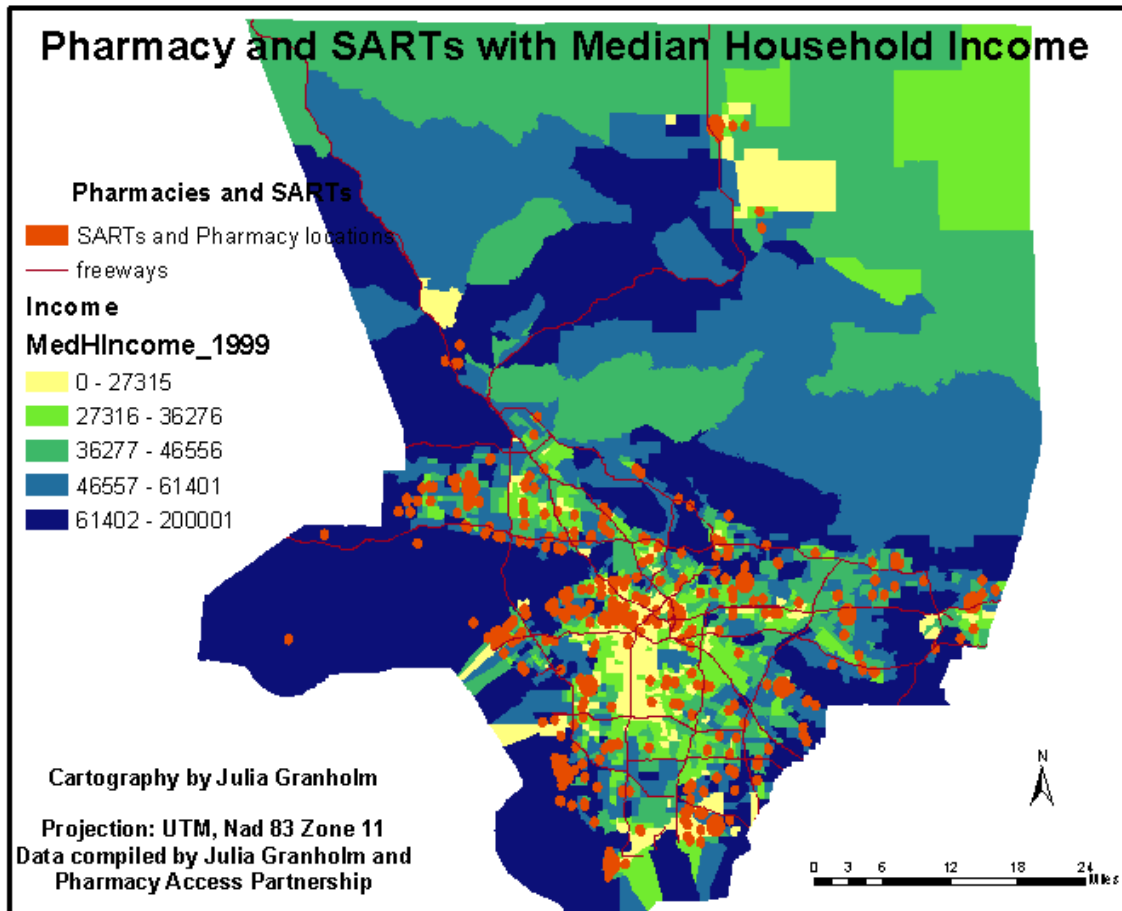 Pharmacy and SARTs with Median Household Income
Pharmacies and SARTs
SARTs and Pharmacy locations
freeways
Income
MedHIncome_1999
0 - 27315
27316 - 36276
36277 - 46556
46557 - 61401
61402 - 200001
Cartography by Julia Granholm
Projection: UTM, Nad 83 Zone 11
Data compiled by Julia Granholm and
Pharmacy Access Partnership
N
0 3 6 12 18 24
Miles